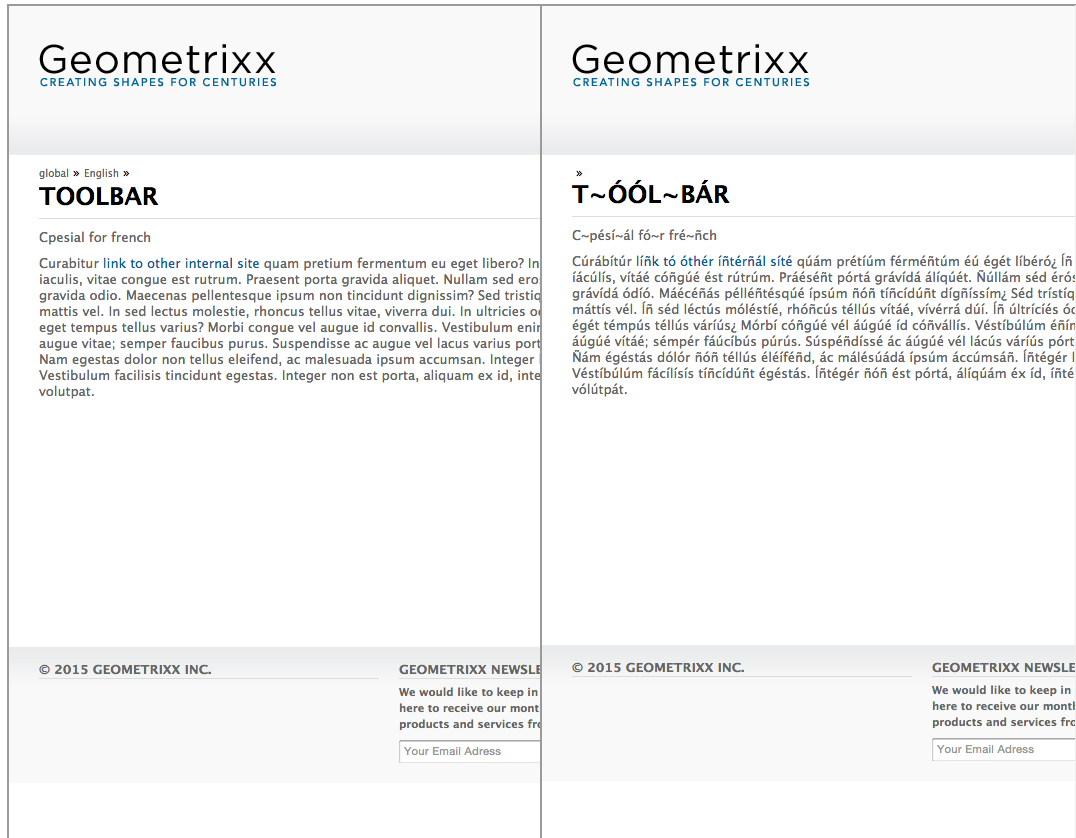 Geometrixx
CREATING SHAPES FOR CENTURIES
global » English »
TOOLBAR
Cpesial for french
Curabitur link to other internal site quam pretium fermentum eu eget libero? In
iaculis, vitae congue est rutrum. Praesent porta gravida aliquet. Nullam sed eros
gravida odio. Maecenas pellentesque ipsum non tincidunt dignissim? Sed tristiq
mattis vel. In sed lectus molestie, rhoncus tellus vitae, viverra dui. In ultricies o
eget tempus tellus varius? Morbi congue vel augue id convallis. Vestibulum enir
augue vitae; semper faucibus purus. Suspendisse ac augue vel lacus varius port
Nam egestas dolor non tellus eleifend, ac malesuada ipsum accumsan. Integer
Vestibulum facilisis tincidunt egestas. Integer non est porta, aliquam ex id, inte
volutpat.
© 2015 GEOMETRIXX INC.
GEOMETRIXX NEWSLE
We would like to keep in
here to receive our mont
products and services fro
Your Email Adress
Geometrixx
CREATING SHAPES FOR CENTURIES
»
T~ÓÓL~BÁR
C~pésí~ál fó~r fré~ñch
Cúrábítúr líñk tó óthér íñtérñál síté qúám prétíúm férméñtúm éú égét líbéró¿ Íñ
íácúlís, vítáé cóñgúé ést rútrúm. Práéséñt pórtá grávídá álíqúét. Ñúllám séd érós
grávídá ódíó. Máécéñás pélléñtésqúé ípsúm ñóñ tíñcídúñt dígñíssím¿ Séd trístíq
máttís vél. Íñ séd léctús móléstíé, rhóñcús téllús vítáé, vívérrá dúí. Íñ últrícíés óc
égét témpús téllús váríús¿ Mórbí cóñgúé vél áúgúé íd cóñvállís. Véstíbúlúm éñím
áúgúé vítáé; sémpér fáúcíbús púrús. Súspéñdíssé ác áúgúé vél lácús váríús pórt
Ñám égéstás dólór ñóñ téllús éléíféñd, ác málésúádá ípsúm áccúmsáñ. Íñtégér l
Véstíbúlúm fácílísís tíñcídúñt égéstás. Íñtégér ñóñ ést pórtá, álíqúám éx íd, íñté
vólútpát.
© 2015 GEOMETRIXX INC.
GEOMETRIXX NEWSLE
We would like to keep in
here to receive our mont
products and services fro
Your Email Adress